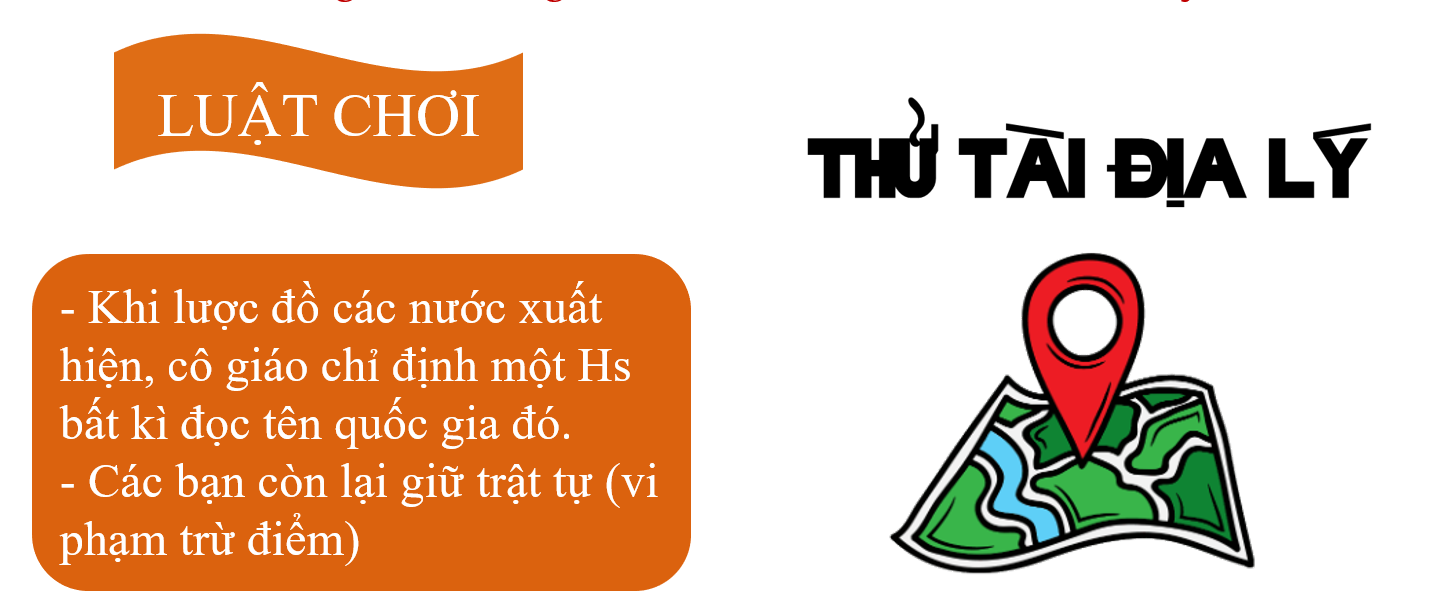 LUẬT CHƠI
THỬ TÀI ĐỊA LÝ
- Khi lược đồ các nước xuất
hiện, cô giáo chỉ định một Hs
bất kì đọc tên quốc gia đó.
- Các bạn còn lại giữ trật tự (vi
phạm trừ điểm)